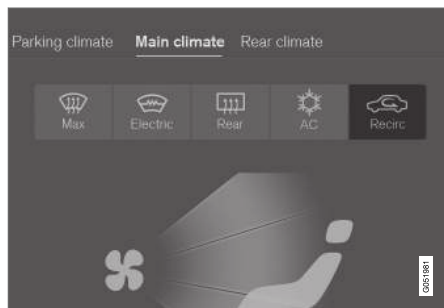 Parking climate Main climate Rear climate
Max Electric Rear AC Recirc
G051981